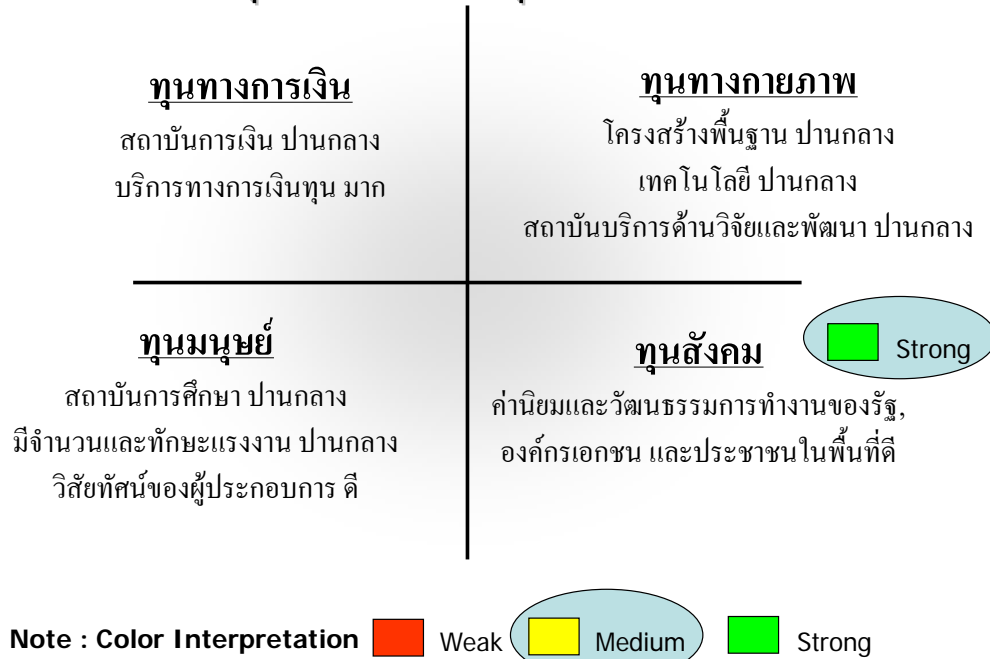 ทุนทางการเงิน
สถาบันการเงิน ปานกลาง
บริการทางการเงินทุน มาก
ทุนทางกายภาพ
โครงสร้างพื้นฐาน ปานกลาง
เทคโนโลยี ปานกลาง
สถาบันบริการด้านวิจัยและพัฒนา ปานกลาง
ทุนมนุษย์
สถาบันการศึกษา ปานกลาง
มีจำนวนและทักษะแรงงาน ปานกลาง
วิสัยทัศน์ของผู้ประกอบการ ดี
ทุนสังคม
Strong
ค่านิยมและวัฒนธรรมการทำงานของรัฐ,
องค์กรเอกชน และประชาชนในพื้นที่ดี
Note : Color Interpretation Weak Medium Strong